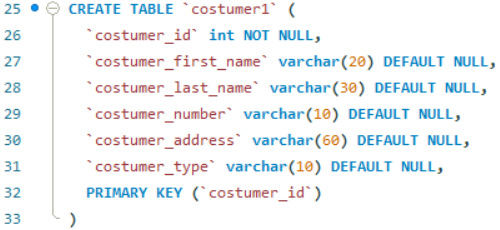 25 CREATE TABLE `costumer1` (
26 `costumer_id` int NOT NULL,
27 `costumer_first_name` varchar(20) DEFAULT NULL,
28 `costumer_last_name` varchar(30) DEFAULT NULL,
29 `costumer_number` varchar(10) DEFAULT NULL,
30 `costumer_address` varchar(60) DEFAULT NULL,
31 `costumer_type` varchar(10) DEFAULT NULL,
32 PRIMARY KEY (`costumer_id`)
33 )